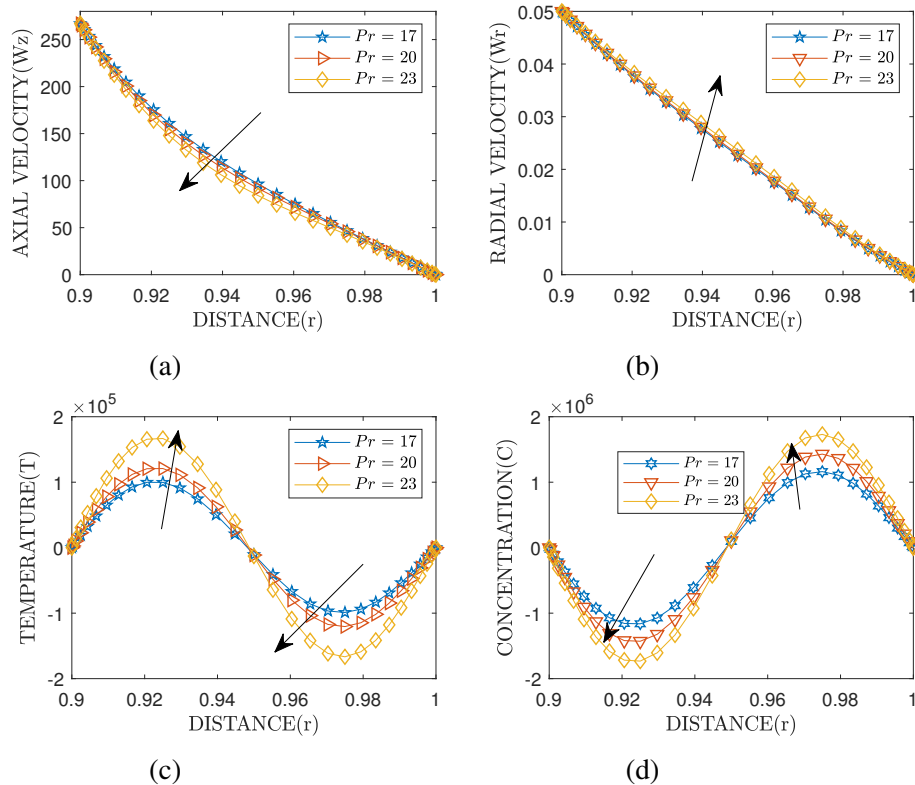 AXIAL VELOCITY(Wz)
250
200
150
100
50
0
0.9 0.92 0.94 0.96 0.98 1
DISTANCE(r)
Pr = 17
Pr = 20
Pr = 23
(a)
RADIAL VELOCITY(Wr)
0.05
0.04
0.03
0.02
0.01
0
0.9 0.92 0.94 0.96 0.98 1
DISTANCE(r)
Pr = 17
Pr = 20
Pr = 23
(b)
TEMPERATURE(T)
×10⁵
2
1
0
-1
-2
0.9 0.92 0.94 0.96 0.98 1
DISTANCE(r)
Pr = 17
Pr = 20
Pr = 23
(c)
CONCENTRATION(C)
×10⁶
2
1
0
-1
-2
0.9 0.92 0.94 0.96 0.98 1
DISTANCE(r)
Pr = 17
Pr = 20
Pr = 23
(d)